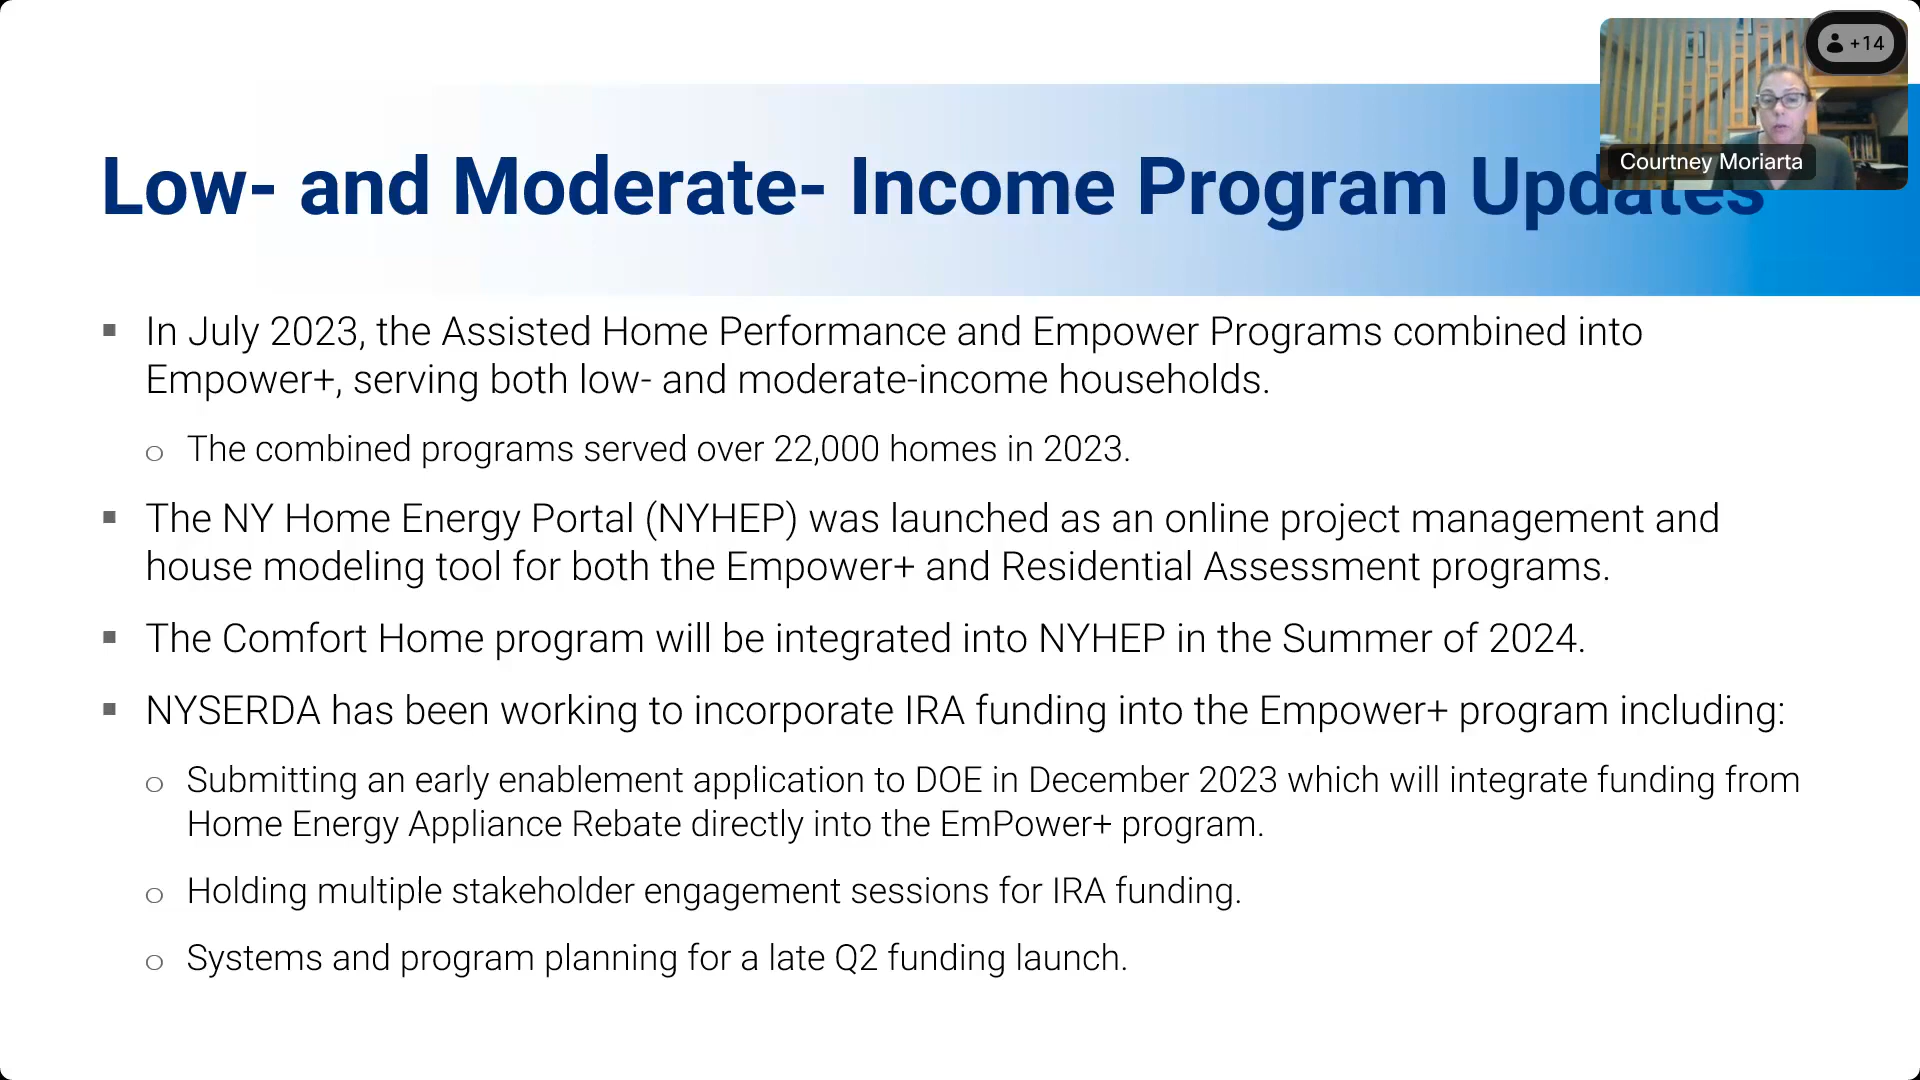 +14
Courtney Moriarta
Low- and Moderate- Income Program Updates
▪ In July 2023, the Assisted Home Performance and Empower Programs combined into
Empower+, serving both low- and moderate-income households.
o The combined programs served over 22,000 homes in 2023.
▪ The NY Home Energy Portal (NYHEP) was launched as an online project management and
house modeling tool for both the Empower+ and Residential Assessment programs.
▪ The Comfort Home program will be integrated into NYHEP in the Summer of 2024.
▪ NYSERDA has been working to incorporate IRA funding into the Empower+ program including:
o Submitting an early enablement application to DOE in December 2023 which will integrate funding from
Home Energy Appliance Rebate directly into the EmPower+ program.
o Holding multiple stakeholder engagement sessions for IRA funding.
o Systems and program planning for a late Q2 funding launch.